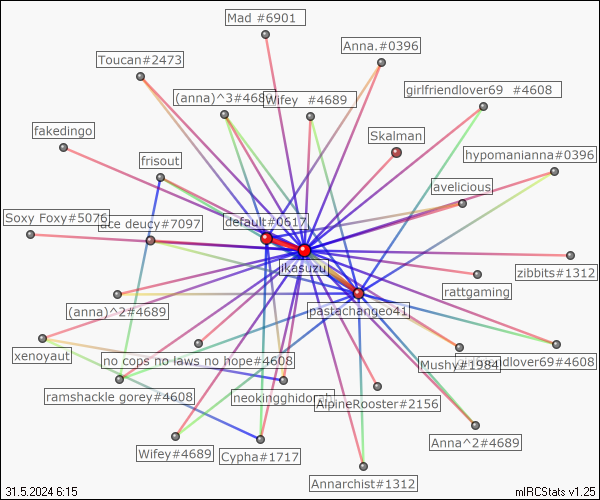 Mad #6901
Anna.#0396
Toucan#2473
girlfriendlover69 #4608
(anna)^3#4689
Wifey #4689
fakedingo
Skalman
frisout
hypomanianna#0396
avelicious
Soxy Foxy#5076
ace deucy#7097
default#0617
jkasuzu
zibbits#1312
rattgaming
(anna)^2#4689
pastachangeo41
xenoyaut
no cops no laws no hope#4608
Mushy#1984
ndlover69#4608
ramshackle gorey#4608
neokingghidorah
AlpineRooster#2156
Wifey#4689
Cypha#1717
Anna^2#4689
Annarchist#1312
31.5.2024 6:15
mIRCStats v1.25